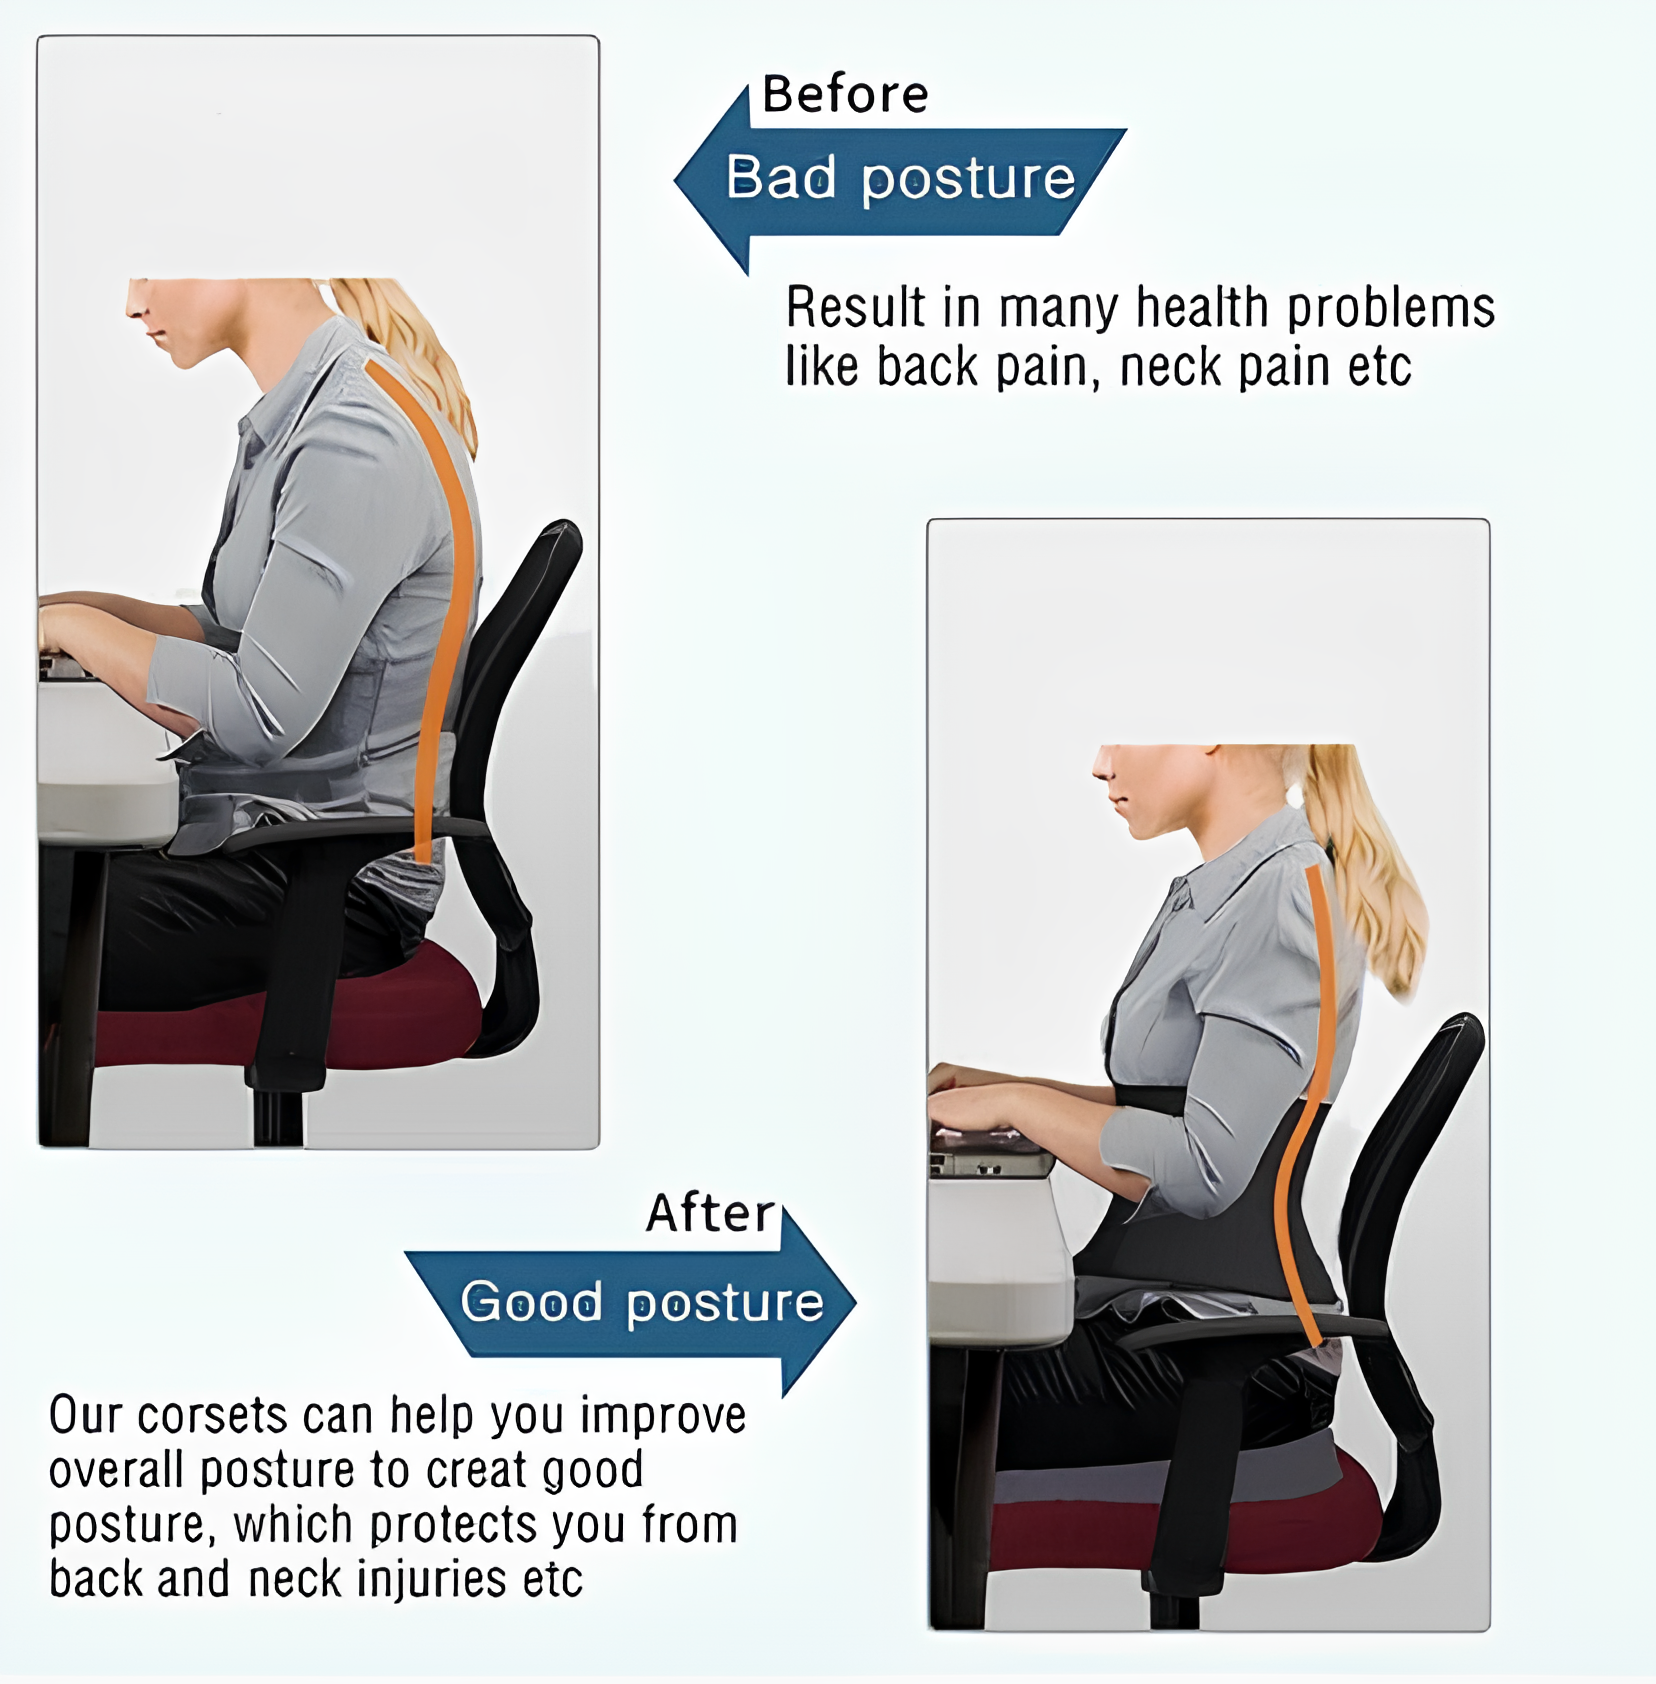 Before
Bad posture
Result in many health problems
like back pain, neck pain etc
After
Good posture
Our corsets can help you improve
overall posture to creat good
posture, which protects you from
back and neck injuries etc